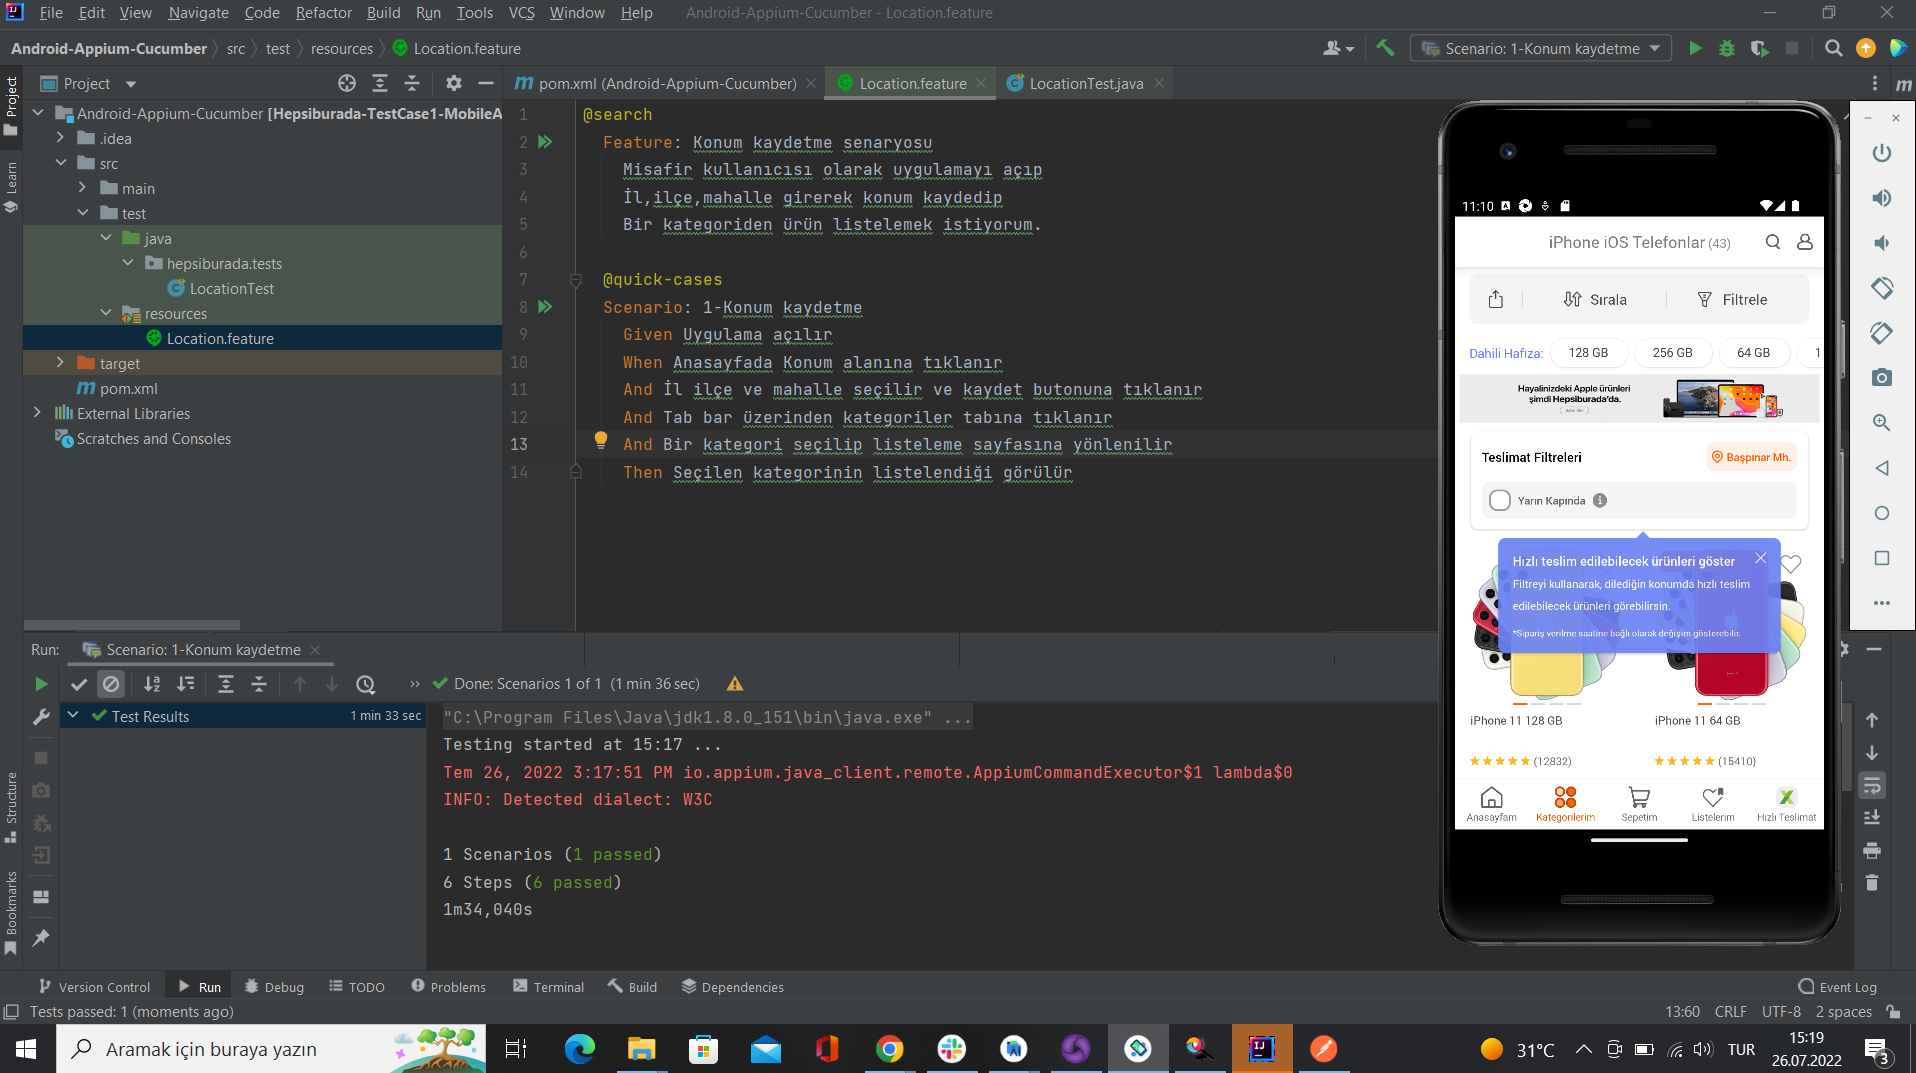 File Edit View Navigate Code Refactor Build Run Tools VCS Window Help Android-Appium-Cucumber - Location.feature
Android-Appium-Cucumber src test resources Location.feature
Scenario: 1-Konum kaydetme
Project
Project
pom.xml (Android-Appium-Cucumber)
Location.feature
LocationTest.java
Learn
Android-Appium-Cucumber [Hepsiburada-TestCase1-MobileA
.idea
src
main
test
java
hepsiburada.tests
LocationTest
resources
Location.feature
target
pom.xml
External Libraries
Scratches and Consoles
1 @search
2 Feature: Konum kaydetme senaryosu
3 Misafir kullanıcısı olarak uygulamayı açıp
4 İl,ilçe,mahalle girerek konum kaydedip
5 Bir kategoriden ürün listelemek istiyorum.
6
7 @quick-cases
8 Scenario: 1-Konum kaydetme
9 Given Uygulama açılır
10 When Anasayfada Konum alanına tıklanır
11 And İl ilçe ve mahalle seçilir ve kaydet butonuna tıklanır
12 And Tab bar üzerinden kategoriler tabına tıklanır
13 And Bir kategori seçilip listeleme sayfasına yönlenilir
14 Then Seçilen kategorinin listelendiği görülür
11:10
iPhone iOS Telefonlar (43)
Sırala
Filtrele
Dahili Hafıza: 128 GB 256 GB 64 GB 1
Hayalinizdeki Apple ürünleri
şimdi Hepsiburada'da.
Teslimat Filtreleri
Başpınar Mh.
Yarın Kapında
Hızlı teslim edilebilecek ürünleri göster
Filtreyi kullanarak, dilediğin konumda hızlı teslim
edilebilecek ürünleri görebilirsin.
*Sipariş verilme saatine bağlı olarak değişim gösterebilir.
iPhone 11 128 GB
iPhone 11 64 GB
(12832)
(15410)
Anasayfam
Kategorilerim
Sepetim
Listelerim
Hızlı Teslimat
Run: Scenario: 1-Konum kaydetme
Done: Scenarios 1 of 1 (1 min 36 sec)
Test Results 1 min 33 sec
"C:\Program Files\Java\jdk1.8.0_151\bin\java.exe" ...
Testing started at 15:17 ...
Tem 26, 2022 3:17:51 PM io.appium.java_client.remote.AppiumCommandExecutor$1 lambda$0
INFO: Detected dialect: W3C
1 Scenarios (1 passed)
6 Steps (6 passed)
1m34,040s
Structure
Bookmarks
Version Control Run Debug TODO Problems Terminal Build Dependencies Event Log
Tests passed: 1 (moments ago)
13:60 CRLF UTF-8 2 spaces
Aramak için buraya yazın
31°C
TUR
15:19
26.07.2022
3